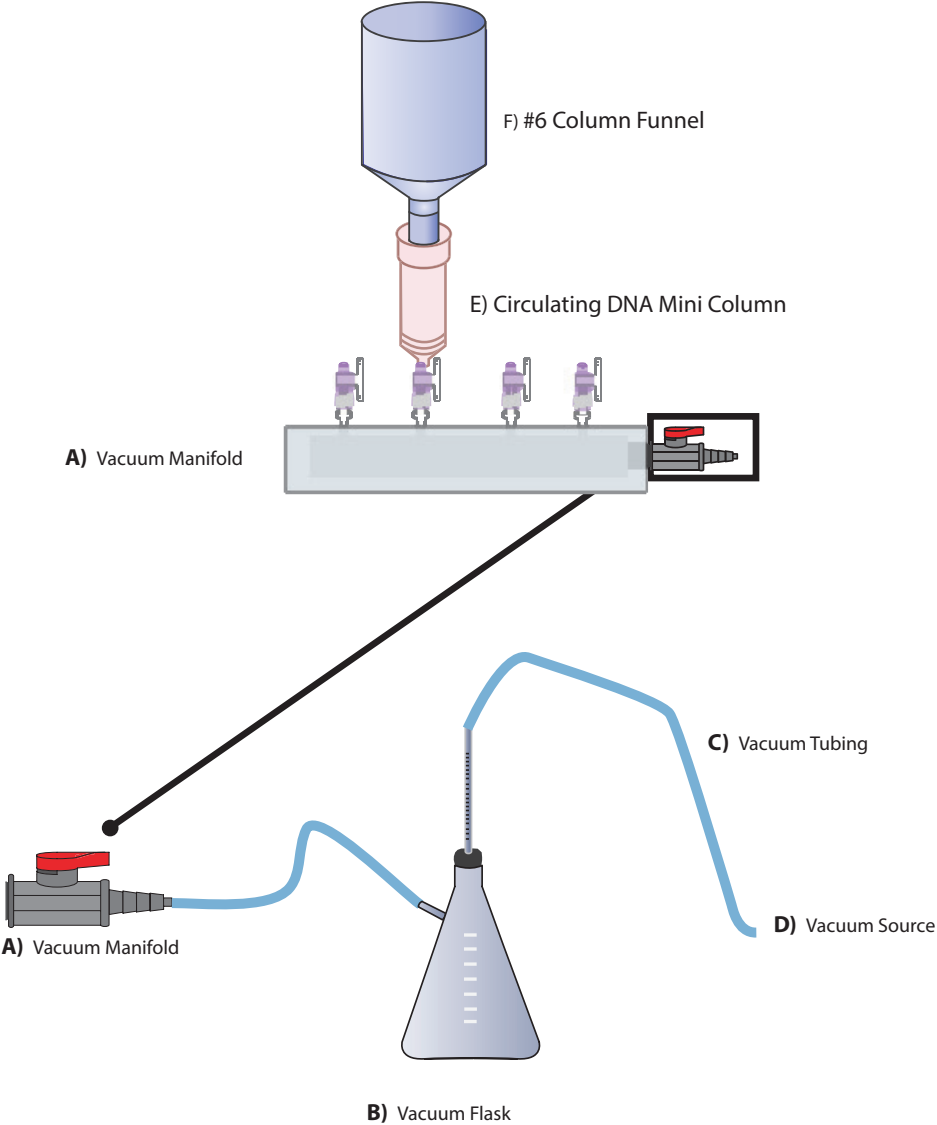 F) #6 Column Funnel
E) Circulating DNA Mini Column
A) Vacuum Manifold
C) Vacuum Tubing
D) Vacuum Source
A) Vacuum Manifold
B) Vacuum Flask